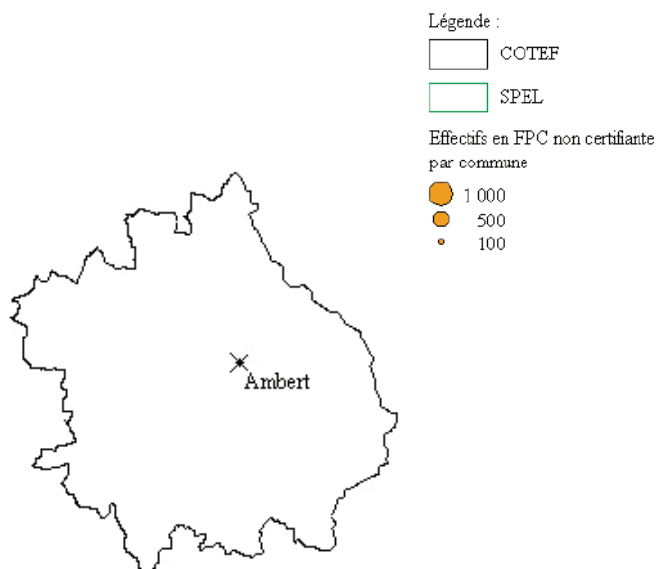 Légende :
COTEF
SPEL
Effectifs en FPC non certifiante
par commune
1 000
500
100
Ambert